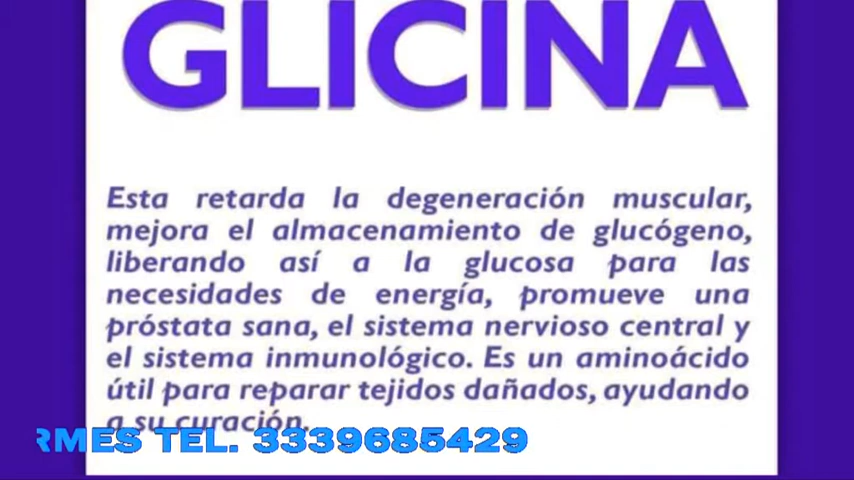 GLICINA
Esta retarda la degeneración muscular,
mejora el almacenamiento de glucógeno,
liberando así a la glucosa para las
necesidades de energía, promueve una
próstata sana, el sistema nervioso central y
el sistema inmunológico. Es un aminoácido
útil para reparar tejidos dañados, ayudando
a su curación.
RMES TEL. 3339685429